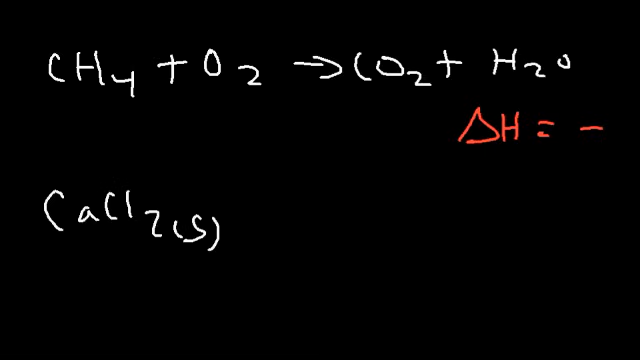 CH4 + O2 → CO2 + H2O
ΔH = -
CaCl2(s)